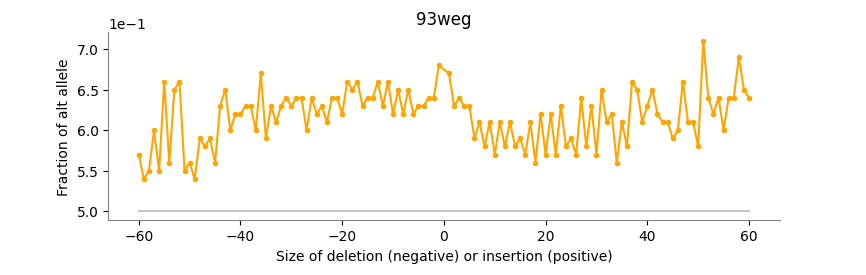 93weg
1e−1
7.0
6.5
6.0
5.5
5.0
Fraction of alt allele
−60 −40 −20 0 20 40 60
Size of deletion (negative) or insertion (positive)